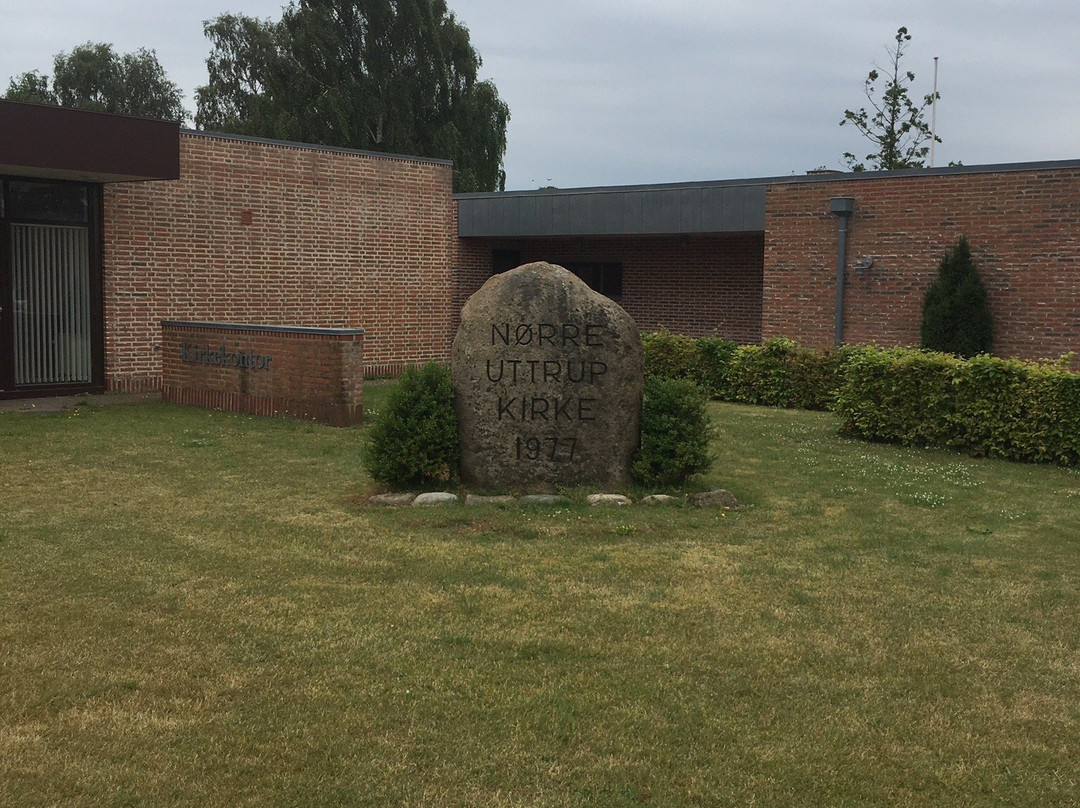 Kirkekontor
NØRRE
UTTRUP
KIRKE
1977